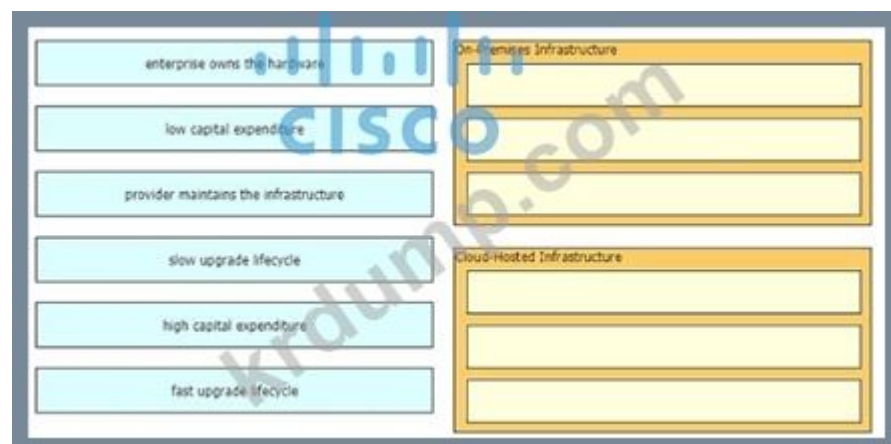 enterprise owns the hardware
low capital expenditure
provider maintains the infrastructure
slow upgrade lifecycle
high capital expenditure
fast upgrade lifecycle
On-Premises Infrastructure
Cloud-Hosted Infrastructure
CISCO
krdump.com